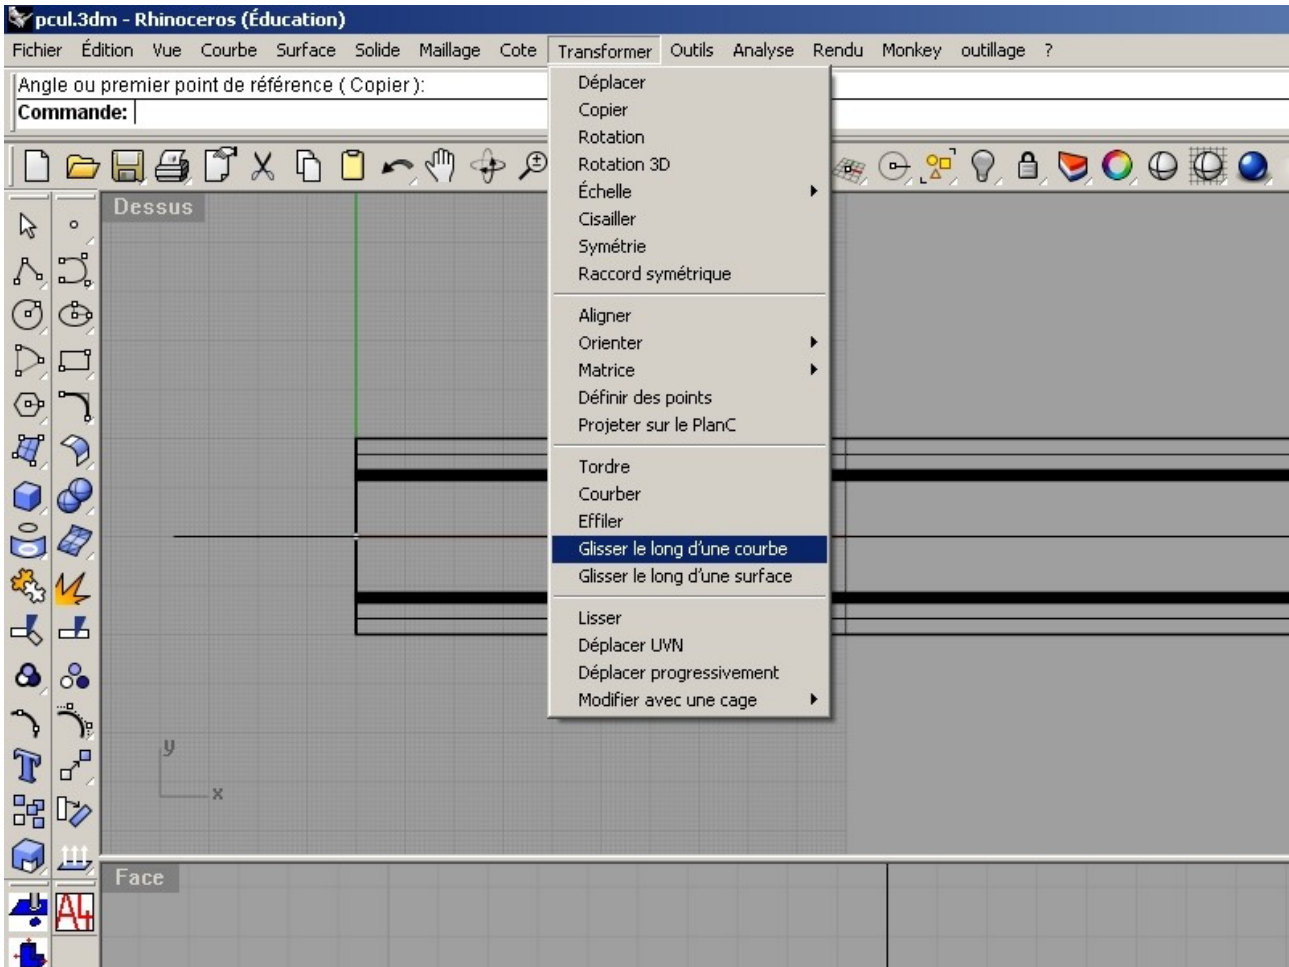 pcul.3dm - Rhinoceros (Éducation)
Fichier Édition Vue Courbe Surface Solide Maillage Cote Transformer Outils Analyse Rendu Monkey outillage ?
Angle ou premier point de référence ( Copier ):
Commande:
Déplacer
Copier
Rotation
Rotation 3D
Échelle
Cisailler
Symétrie
Raccord symétrique
Aligner
Orienter
Matrice
Définir des points
Projeter sur le PlanC
Tordre
Courber
Effiler
Glisser le long d'une courbe
Glisser le long d'une surface
Lisser
Déplacer UVN
Déplacer progressivement
Modifier avec une cage
Dessus
y
x
Face
T
A4